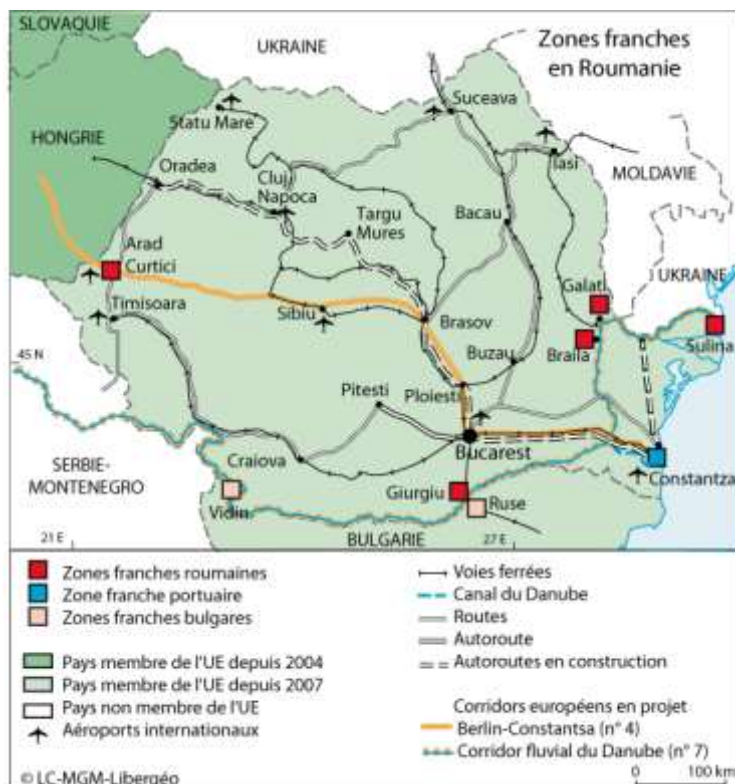 SLOVAQUIE
UKRAINE
Zones franches
en Roumanie
Suceava
Statu Mare
HONGRIE
Oradea
Iasi
Cluj
Napoca
MOLDAVIE
Targu
Mures
Bacau
Arad
Curtici
UKRAINE
Galati
Timisoara
Sibiu
Brasov
Sulina
Buzau
Braila
45 N
Pitesti
Ploiesti
Bucarest
SERBIE-
MONTENEGRO
Craiova
Constantza
Giurgiu
Vidin
Ruse
21 E
BULGARIE
27 E
Zones franches roumaines
Zone franche portuaire
Zones franches bulgares
Pays membre de l'UE depuis 2004
Pays membre de l'UE depuis 2007
Pays non membre de l'UE
Aéroports internationaux
Voies ferrées
Canal du Danube
Routes
Autoroute
Autoroutes en construction
Corridors européens en projet
Berlin-Constantsa (n° 4)
Corridor fluvial du Danube (n° 7)
© LC-MGM-Libergéo
0 100 km